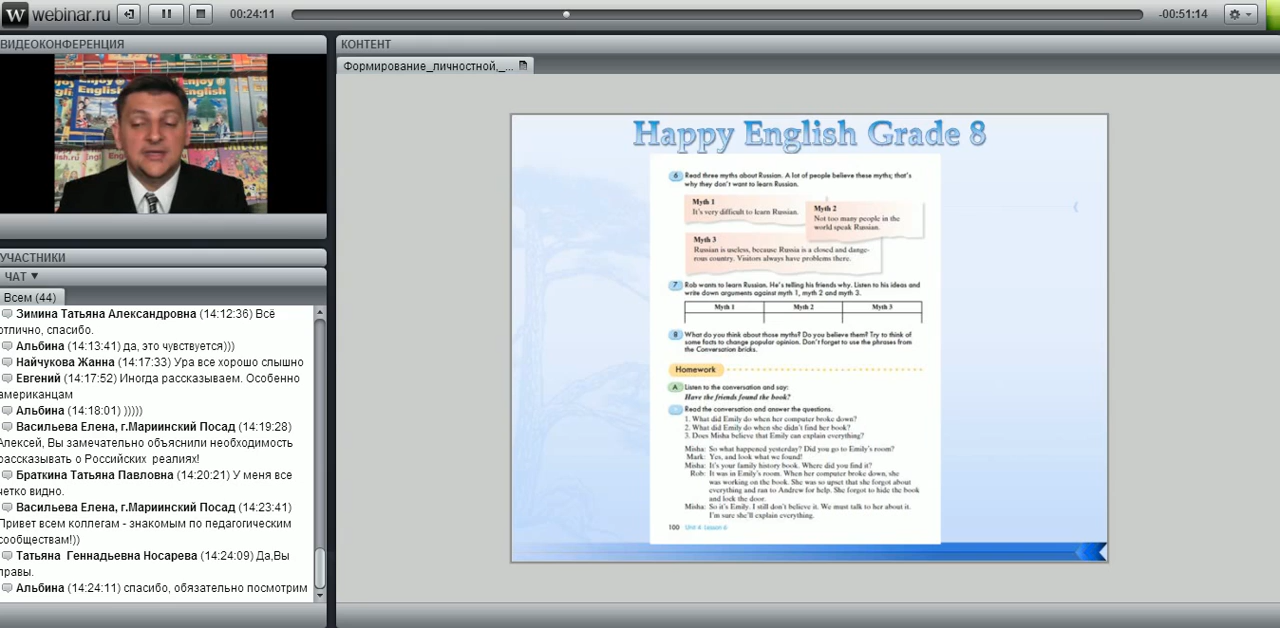 W webinar.ru
00:24:11
-00:51:14
ВИДЕОКОНФЕРЕНЦИЯ
Enjoy
English
Enjoy
English
УЧАСТНИКИ
ЧАТ
Всем (44)
Зимина Татьяна Александровна (14:12:36) Всё
отлично, спасибо.
Альбина (14:13:41) да, это чувствуется)))
Найчукова Жанна (14:17:33) Ура все хорошо слышно
Евгений (14:17:52) Иногда рассказываем. Особенно
американцам
Альбина (14:18:01) )))))
Васильева Елена, г.Мариинский Посад (14:19:28)
Алексей, Вы замечательно объяснили необходимость
рассказывать о Российских реалиях!
Браткина Татьяна Павловна (14:20:21) У меня все
четко видно.
Васильева Елена, г.Мариинский Посад (14:23:41)
Привет всем коллегам - знакомым по педагогическим
сообществам!))
Татьяна Геннадьевна Носарева (14:24:09) Да,Вы
правы.
Альбина (14:24:11) спасибо, обязательно посмотрим
КОНТЕНТ
Формирование_личностной,_...
Happy English Grade 8
6 Read three myths about Russian. A lot of people believe these myths; that's
why they don't want to learn Russian.
Myth 1
It's very difficult to learn Russian.
Myth 2
Not too many people in the
world speak Russian.
Myth 3
Russian is useless, because Russia is a closed and dange-
rous country. Visitors always have problems there.
7 Rob wants to learn Russian. He's telling his friends why. Listen to his ideas and
write down arguments against myth 1, myth 2 and myth 3.
Myth 1 Myth 2 Myth 3
8 What do you think about those myths? Do you believe them? Try to think of
some facts to change popular opinion. Don't forget to use the phrases from
the Conversation bricks.
Homework
A Listen to the conversation and say:
Have the friends found the book?
Read the conversation and answer the questions.
1. What did Emily do when her computer broke down?
2. What did Emily do when she didn't find her book?
3. Does Misha believe that Emily can explain everything?
Misha: So what happened yesterday? Did you go to Emily's room?
Mark: Yes, and look what we found!
Misha: It's your family history book. Where did you find it?
Rob: It was in Emily's room. When her computer broke down, she
was working on the book. She was so upset that she forgot about
everything and ran to Andrew for help. She forgot to hide the book
and lock the door.
Misha: So it's Emily. I still don't believe it. We must talk to her about it.
I'm sure she'll explain everything.
100 Unit 4 Lesson 6